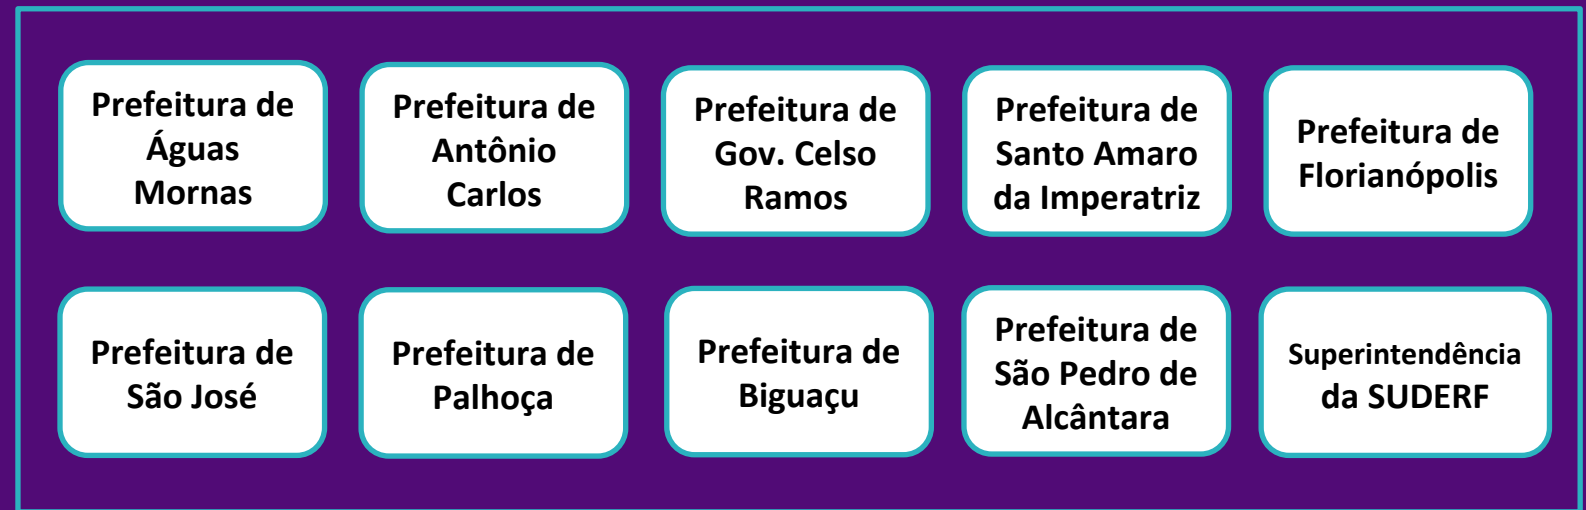 Prefeitura de
Águas
Mornas
Prefeitura de
Antônio
Carlos
Prefeitura de
Gov. Celso
Ramos
Prefeitura de
Santo Amaro
da Imperatriz
Prefeitura de
Florianópolis
Prefeitura de
São José
Prefeitura de
Palhoça
Prefeitura de
Biguaçu
Prefeitura de
São Pedro de
Alcântara
Superintendência
da SUDERF